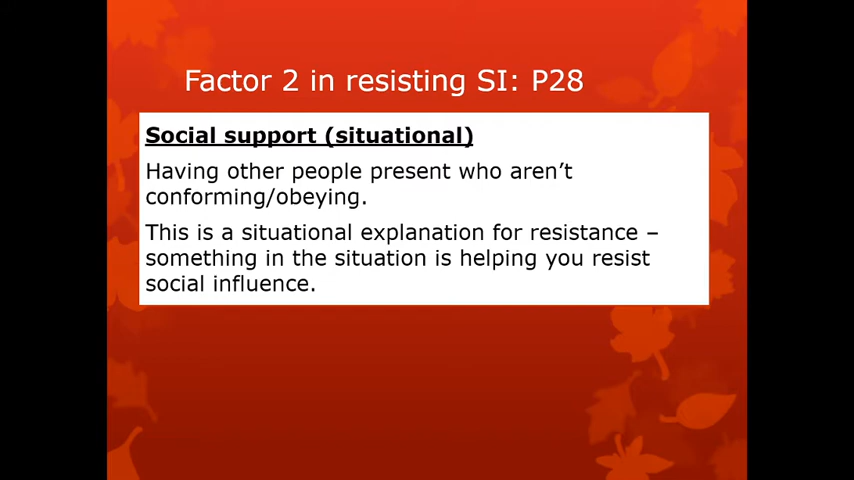 Factor 2 in resisting SI: P28
Social support (situational)
Having other people present who aren’t
conforming/obeying.
This is a situational explanation for resistance –
something in the situation is helping you resist
social influence.